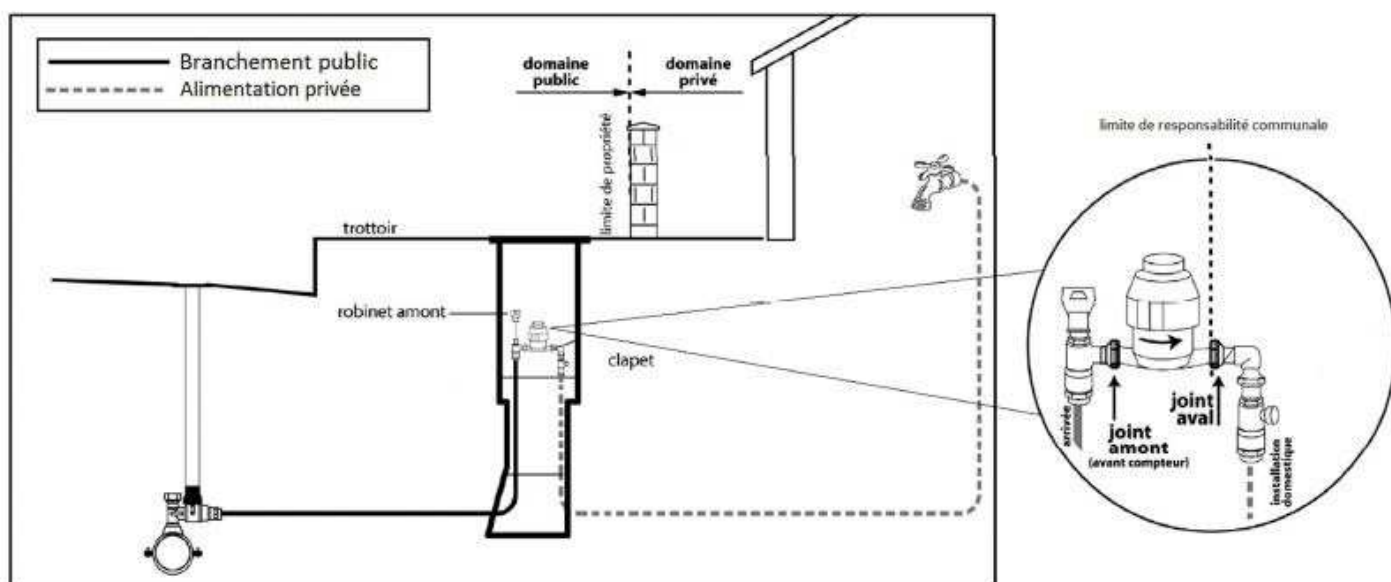 Branchement public
Alimentation privée
domaine
public
domaine
privé
limite de propriété
trottoir
robinet amont
clapet
limite de responsabilité communale
arrivée
joint
amont
(avant compteur)
joint
aval
installation
domestique